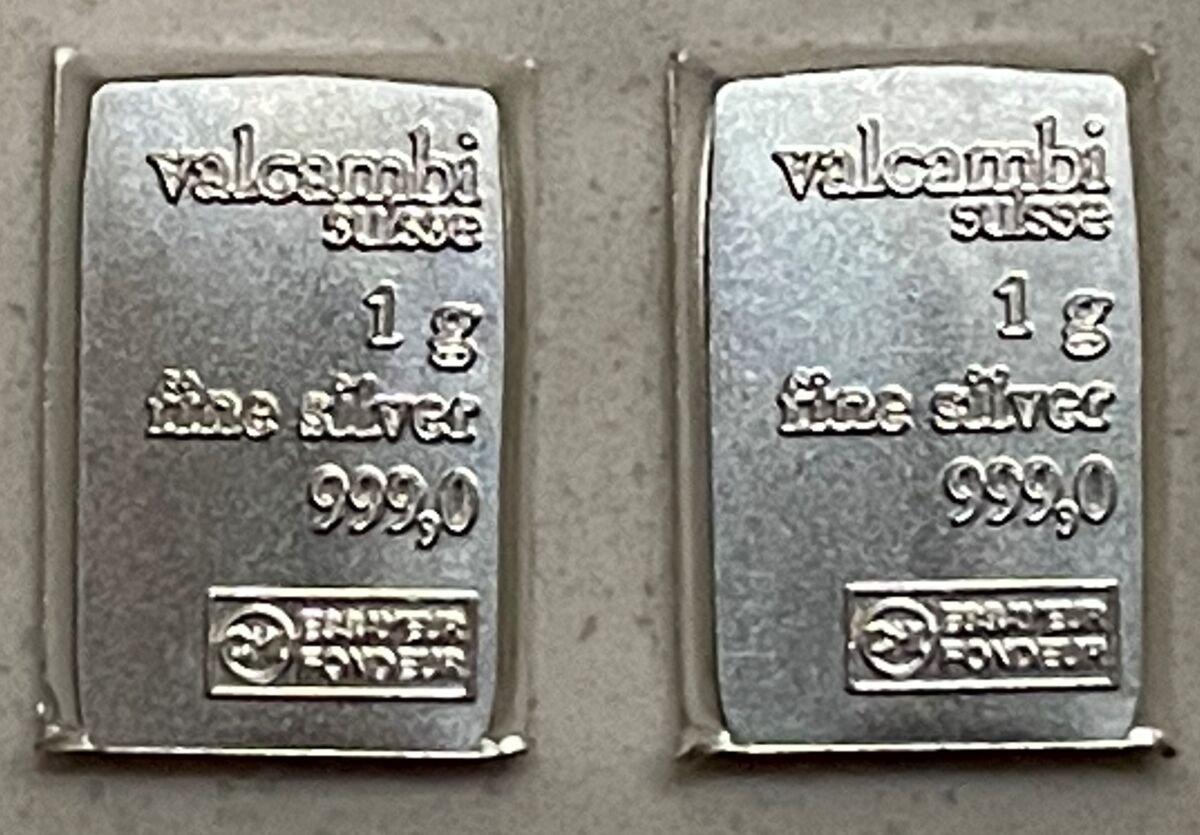 valcambi
suisse
1 g
fine silver
999,0
ESSAYEUR
FONDEUR
valcambi
suisse
1 g
fine silver
999,0
ESSAYEUR
FONDEUR